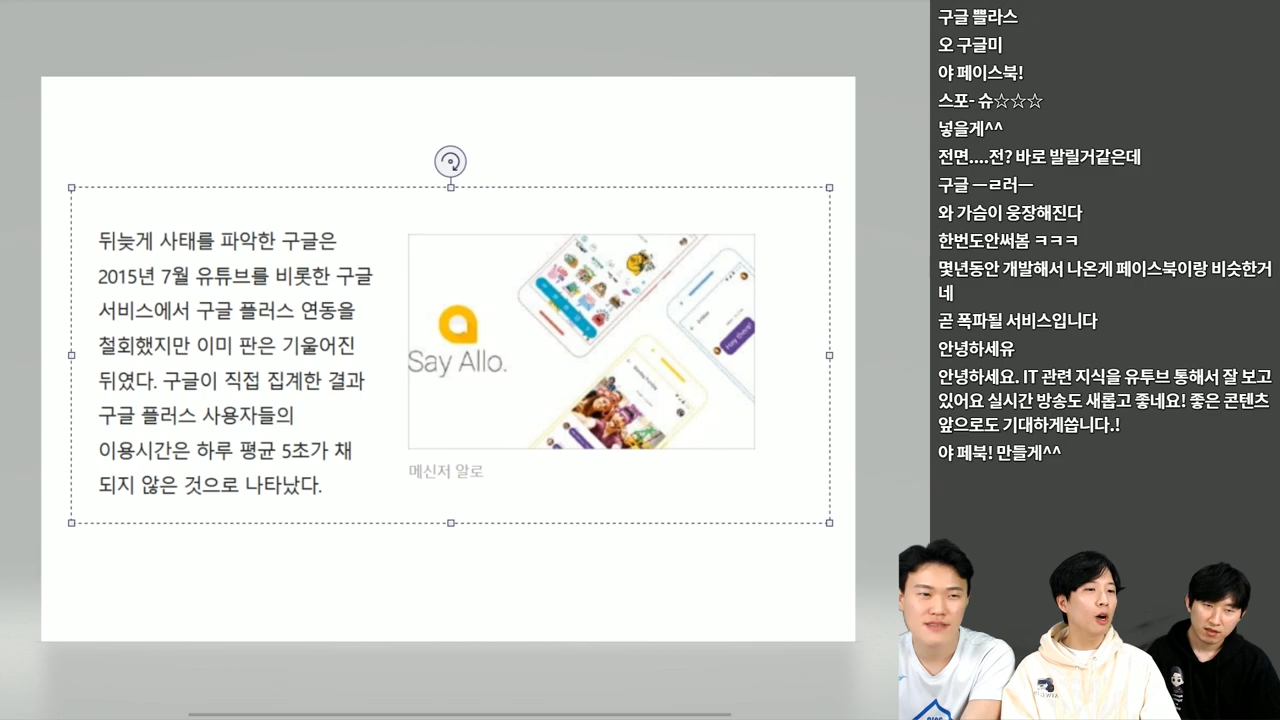 뒤늦게 사태를 파악한 구글은
2015년 7월 유튜브를 비롯한 구글
서비스에서 구글 플러스 연동을
철회했지만 이미 판은 기울어진
뒤였다. 구글이 직접 집계한 결과
구글 플러스 사용자들의
이용시간은 하루 평균 5초가 채
되지 않은 것으로 나타났다.
Say Allo.
Hey there!
메신저 알로
구글 쁠라스
오 구글미
야 페이스북!
스포- 슈☆☆☆
넣을게^^
전면....전? 바로 발릴거같은데
구글 ㅡㄹ러ㅡ
와 가슴이 웅장해진다
한번도안써봄 ㅋㅋㅋ
몇년동안 개발해서 나온게 페이스북이랑 비슷한거
네
곧 폭파될 서비스입니다
안녕하세유
안녕하세요. IT 관련 지식을 유투브 통해서 잘 보고
있어요 실시간 방송도 새롭고 좋네요! 좋은 콘텐츠
앞으로도 기대하게씁니다.!
야 페북! 만들게^^